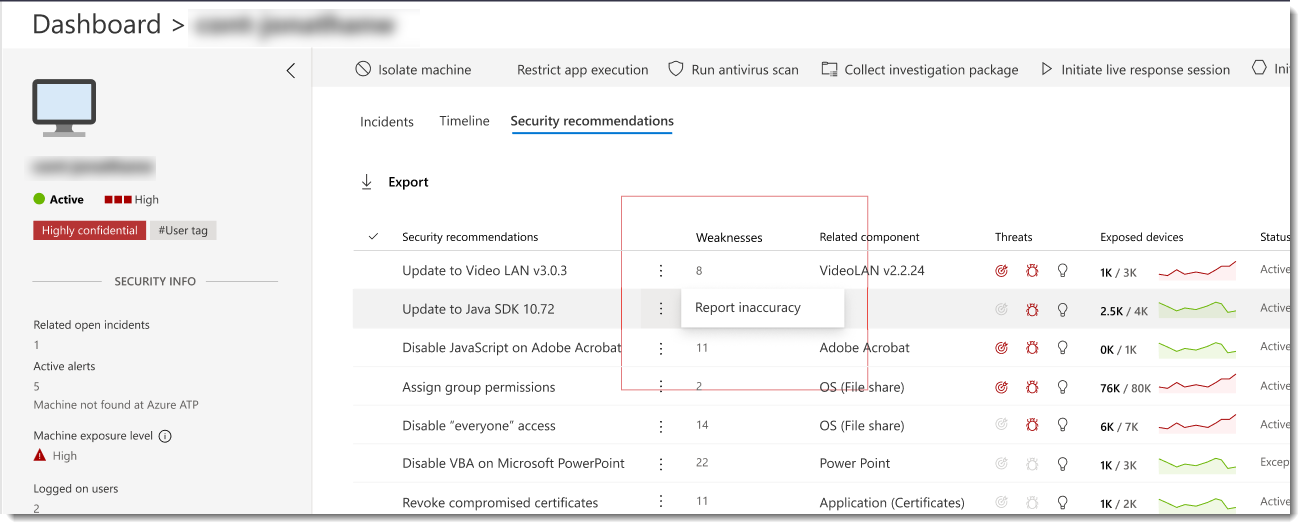 Dashboard >
Isolate machine Restrict app execution Run antivirus scan Collect investigation package Initiate live response session Ini
Incidents Timeline Security recommendations
Active High
Highly confidential #User tag
SECURITY INFO
Related open incidents
1
Active alerts
5
Machine not found at Azure ATP
Machine exposure level
High
Logged on users
2
Export
Security recommendations Weaknesses Related component Threats Exposed devices Status
Update to Video LAN v3.0.3 8 VideoLAN v2.2.24 1K / 3K Active
Update to Java SDK 10.72 Report inaccuracy 2.5K / 4K Active
Disable JavaScript on Adobe Acrobat 11 Adobe Acrobat 0K / 1K Active
Assign group permissions 2 OS (File share) 76K / 80K Active
Disable “everyone” access 14 OS (File share) 6K / 7K Active
Disable VBA on Microsoft PowerPoint 22 Power Point 1K / 3K Excep
Revoke compromised certificates 11 Application (Certificates) 1K / 2K Active